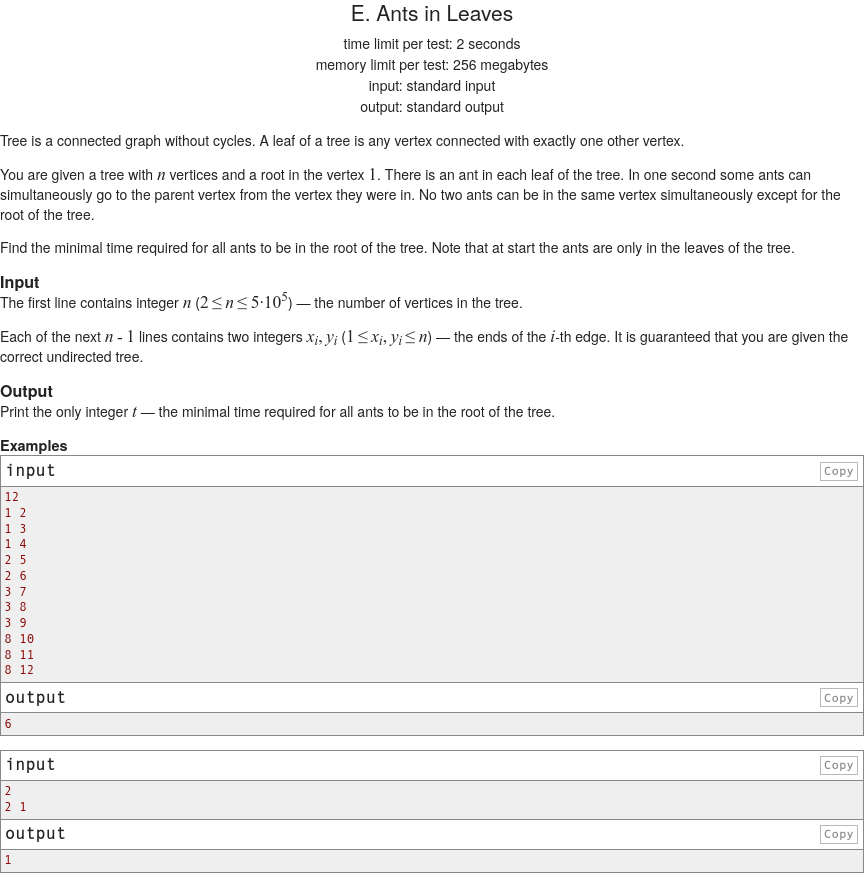 E. Ants in Leaves
time limit per test: 2 seconds
memory limit per test: 256 megabytes
input: standard input
output: standard output
Tree is a connected graph without cycles. A leaf of a tree is any vertex connected with exactly one other vertex.
You are given a tree with n vertices and a root in the vertex 1. There is an ant in each leaf of the tree. In one second some ants can
simultaneously go to the parent vertex from the vertex they were in. No two ants can be in the same vertex simultaneously except for the
root of the tree.
Find the minimal time required for all ants to be in the root of the tree. Note that at start the ants are only in the leaves of the tree.
Input
The first line contains integer n (2 ≤ n ≤ 5·10⁵) — the number of vertices in the tree.
Each of the next n - 1 lines contains two integers xᵢ, yᵢ (1 ≤ xᵢ, yᵢ ≤ n) — the ends of the i-th edge. It is guaranteed that you are given the
correct undirected tree.
Output
Print the only integer t — the minimal time required for all ants to be in the root of the tree.
Examples
input Copy
12
1 2
1 3
1 4
2 5
2 6
3 7
3 8
3 9
8 10
8 11
8 12
output Copy
6
input Copy
2
2 1
output Copy
1